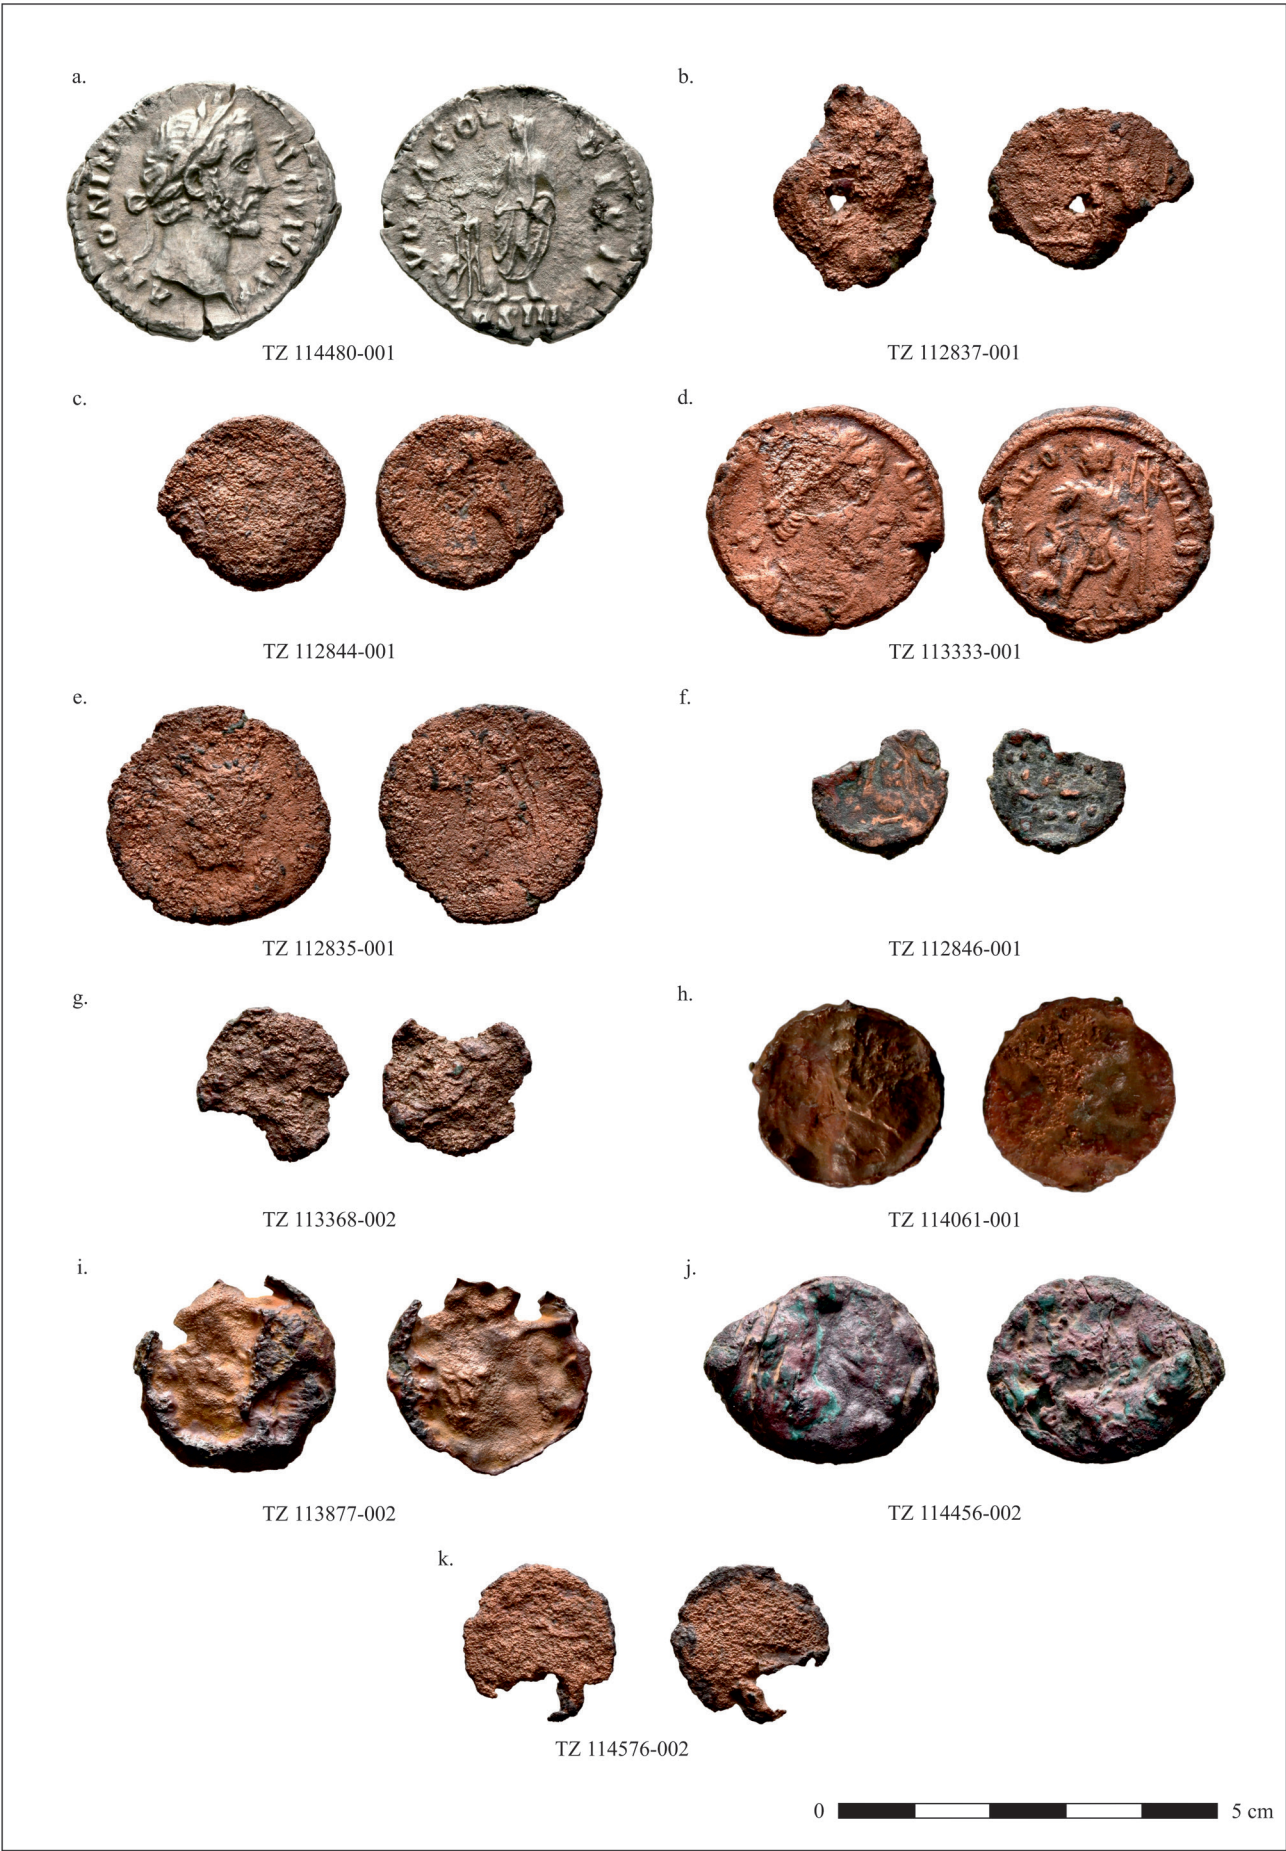 a.
b.
TZ 114480-001
TZ 112837-001
c.
d.
TZ 112844-001
TZ 113333-001
e.
f.
TZ 112835-001
TZ 112846-001
g.
h.
TZ 113368-002
TZ 114061-001
i.
j.
TZ 113877-002
TZ 114456-002
k.
TZ 114576-002
0 5 cm